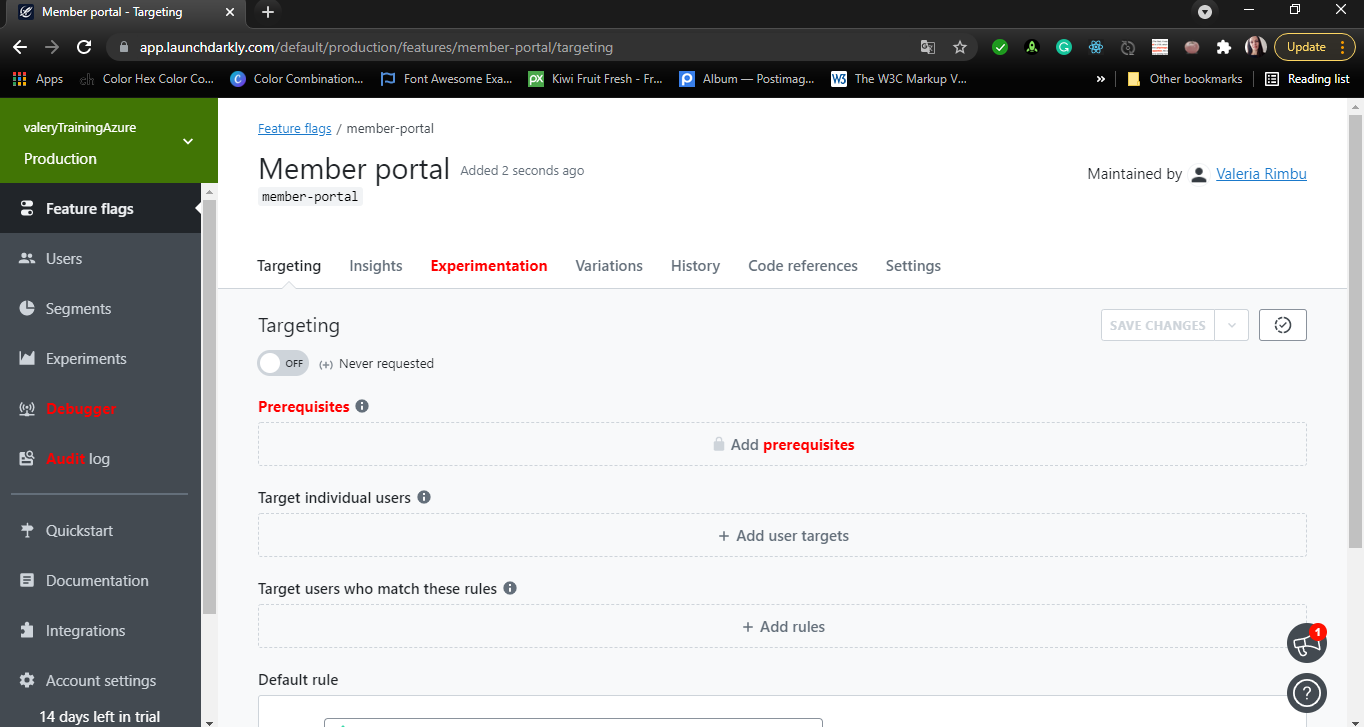 Member portal - Targeting
app.launchdarkly.com/default/production/features/member-portal/targeting
Update
Apps
Color Hex Color Co...
Color Combination...
Font Awesome Exa...
Kiwi Fruit Fresh - Fr...
Album — Postimag...
The W3C Markup V...
»
Other bookmarks
Reading list
valeryTrainingAzure
Production
Feature flags
Users
Segments
Experiments
Debugger
Audit log
Quickstart
Documentation
Integrations
Account settings
14 days left in trial
Feature flags / member-portal
Member portal Added 2 seconds ago
member-portal
Maintained by Valeria Rimbu
Targeting Insights Experimentation Variations History Code references Settings
Targeting
SAVE CHANGES
OFF (+) Never requested
Prerequisites
Add prerequisites
Target individual users
+ Add user targets
Target users who match these rules
+ Add rules
1
?
Default rule